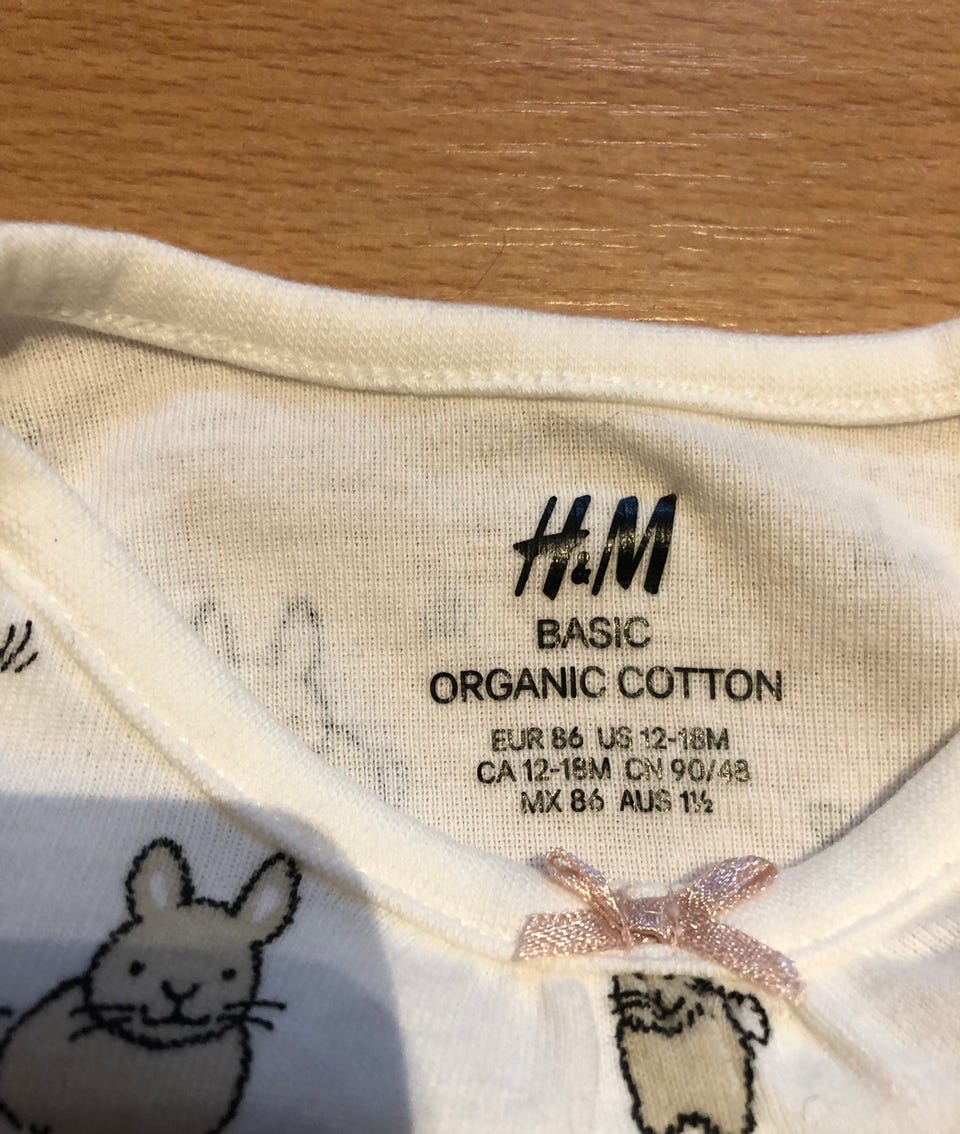 H&M
BASIC
ORGANIC COTTON
EUR 86 US 12-18M
CA 12-18M CN 90/48
MX 86 AUS 1½